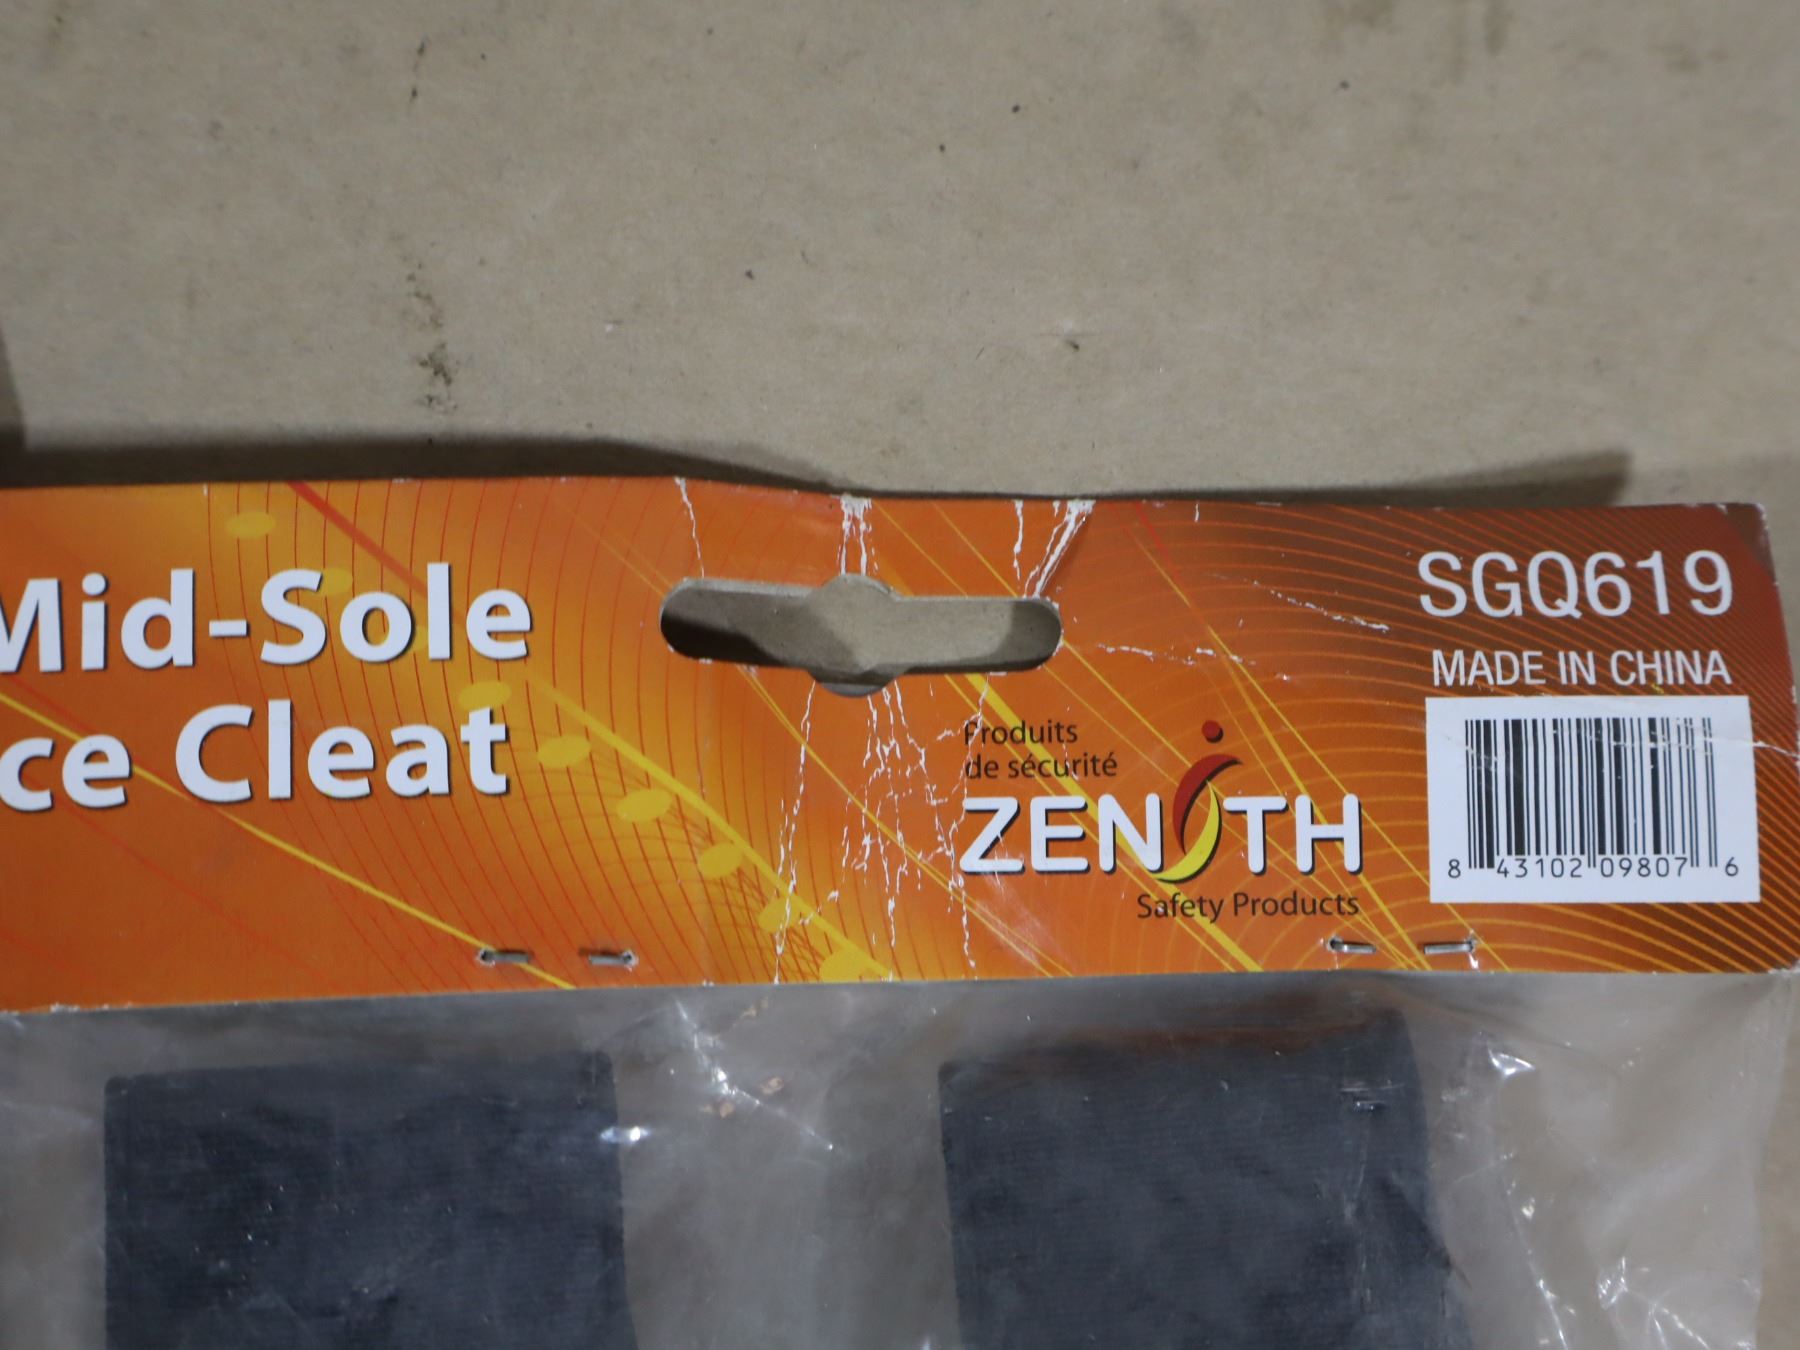 Mid-Sole
ce Cleat
Produits
de sécurité
ZENITH
Safety Products
SGQ619
MADE IN CHINA
8 43102 09807 6